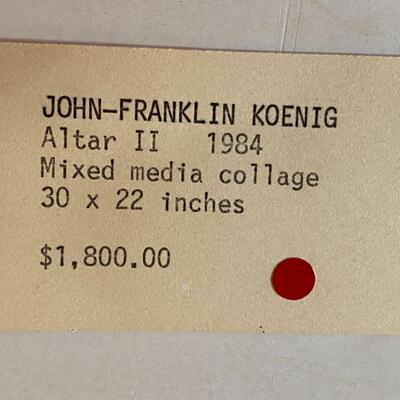 JOHN-FRANKLIN KOENIG
Altar II 1984
Mixed media collage
30 x 22 inches
$1,800.00